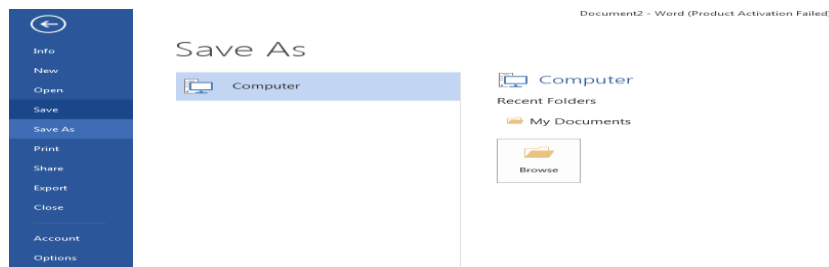 Document2 - Word (Product Activation Failed)
Info
New
Open
Save
Save As
Print
Share
Export
Close
Account
Options
Save As
Computer
Computer
Recent Folders
My Documents
Browse